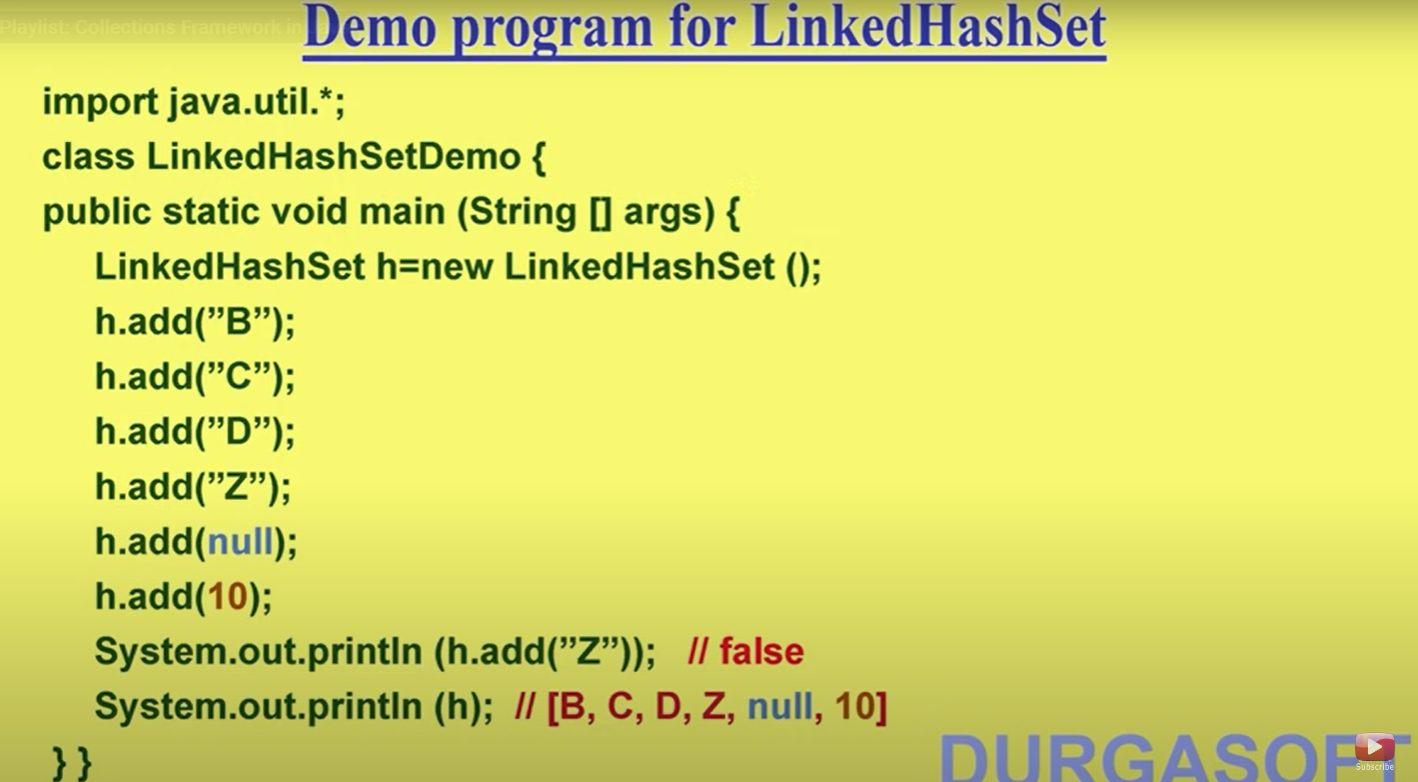 Playlist: Collections Framework in
Demo program for LinkedHashSet
import java.util.*;
class LinkedHashSetDemo {
public static void main (String [] args) {
LinkedHashSet h=new LinkedHashSet ();
h.add(”B”);
h.add(”C”);
h.add(”D”);
h.add(”Z”);
h.add(null);
h.add(10);
System.out.println (h.add(”Z”)); // false
System.out.println (h); // [B, C, D, Z, null, 10]
} }
DURGASOFT
Subscribe